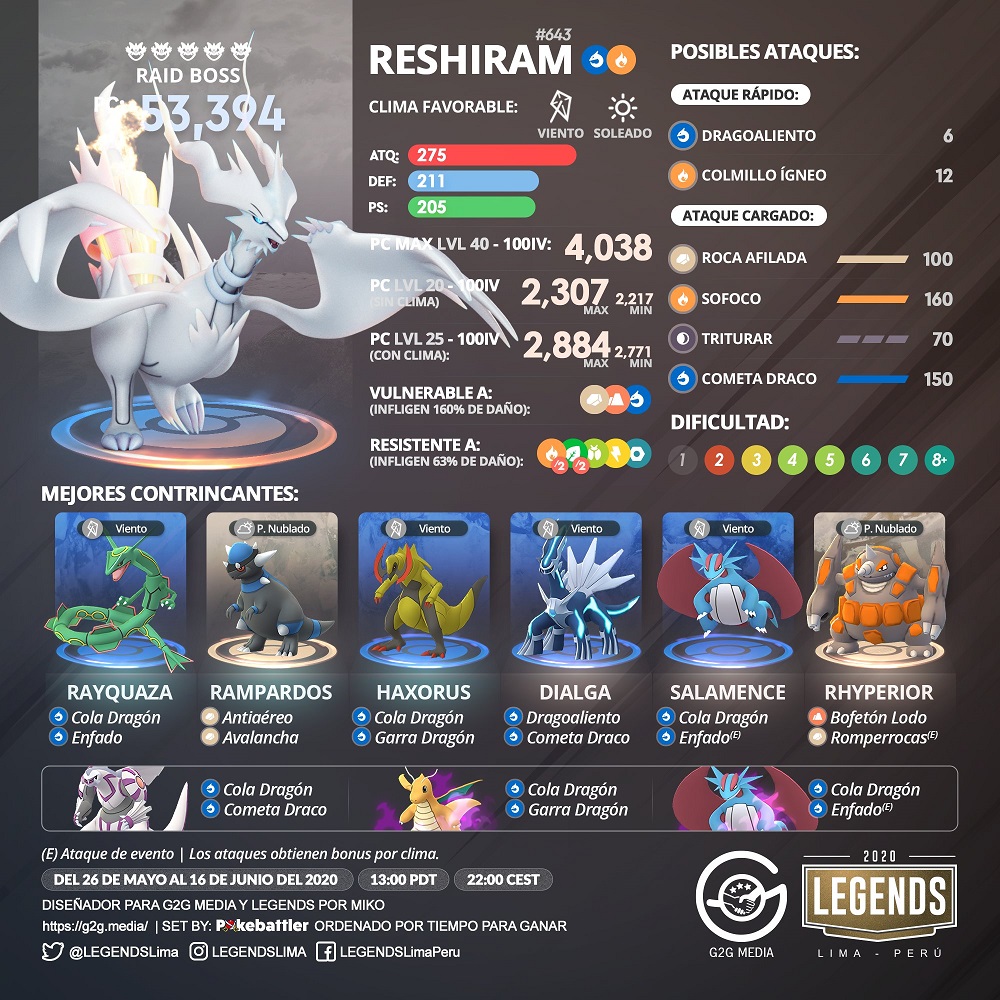 RAID BOSS
53,394
#643
RESHIRAM
CLIMA FAVORABLE:
VIENTO SOLEADO
ATQ: 275
DEF: 211
PS: 205
PC MAX LVL 40 - 100IV: 4,038
PC LVL 20 - 100IV
(SIN CLIMA)
2,307 2,217
MAX MIN
PC LVL 25 - 100IV
(CON CLIMA):
2,884 2,771
MAX MIN
VULNERABLE A:
(INFLIGEN 160% DE DAÑO):
RESISTENTE A:
(INFLIGEN 63% DE DAÑO):
/2 /2
POSIBLES ATAQUES:
ATAQUE RÁPIDO:
DRAGOALIENTO 6
COLMILLO ÍGNEO 12
ATAQUE CARGADO:
ROCA AFILADA 100
SOFOCO 160
TRITURAR 70
COMETA DRACO 150
DIFICULTAD:
1 2 3 4 5 6 7 8+
MEJORES CONTRINCANTES:
Viento P. Nublado Viento Viento Viento P. Nublado
RAYQUAZA RAMPARDOS HAXORUS DIALGA SALAMENCE RHYPERIOR
Cola Dragón Antiaéreo Cola Dragón Dragoaliento Cola Dragón Bofetón Lodo
Enfado Avalancha Garra Dragón Cometa Draco Enfado(E) Romperrocas(E)
Cola Dragón Cola Dragón Cola Dragón
Cometa Draco Garra Dragón Enfado(E)
(E) Ataque de evento | Los ataques obtienen bonus por clima.
DEL 26 DE MAYO AL 16 DE JUNIO DEL 2020 13:00 PDT 22:00 CEST
DISEÑADOR PARA G2G MEDIA Y LEGENDS POR MIKO
https://g2g.media/ | SET BY: Pokebattler ORDENADO POR TIEMPO PARA GANAR
@LEGENDSLima LEGENDSLIMA LEGENDSLimaPeru
G2G MEDIA
2020
LEGENDS
LIMA - PERÚ